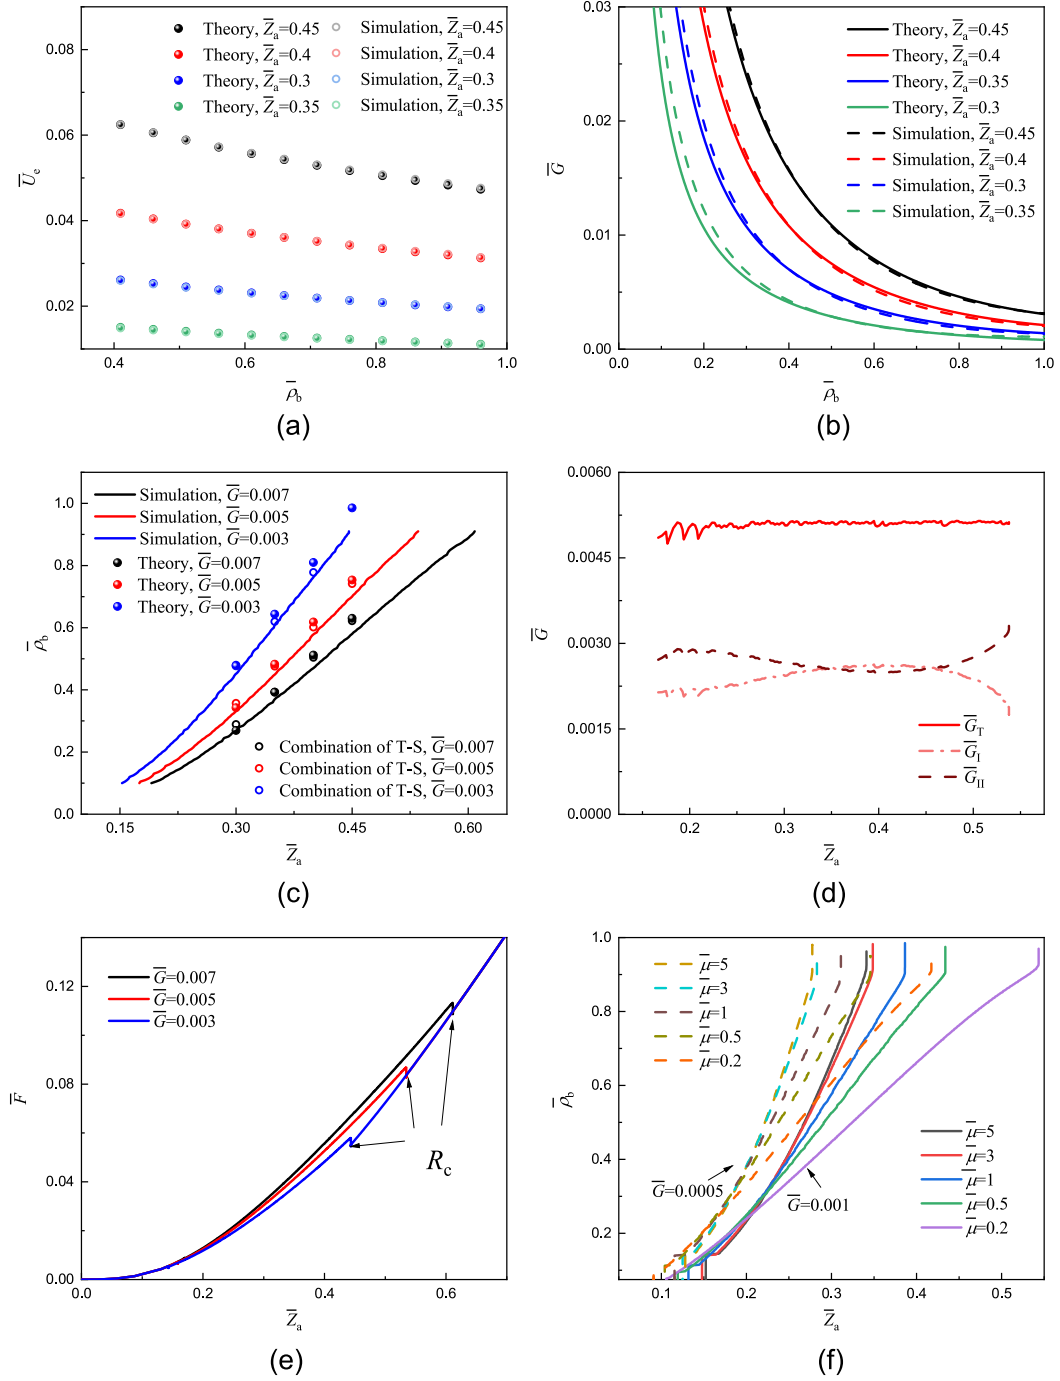 0.08
0.06
0.04
0.02
0.4
0.6
0.8
1.0
U̅e
ρ̅b
Theory, Z̅a=0.45
Theory, Z̅a=0.4
Theory, Z̅a=0.3
Theory, Z̅a=0.35
Simulation, Z̅a=0.45
Simulation, Z̅a=0.4
Simulation, Z̅a=0.3
Simulation, Z̅a=0.35
(a)
0.03
0.02
0.01
0.00
0.0
0.2
0.4
0.6
0.8
1.0
G̅
ρ̅b
Theory, Z̅a=0.45
Theory, Z̅a=0.4
Theory, Z̅a=0.35
Theory, Z̅a=0.3
Simulation, Z̅a=0.45
Simulation, Z̅a=0.4
Simulation, Z̅a=0.3
Simulation, Z̅a=0.35
(b)
1.0
0.8
0.6
0.4
0.2
0.0
0.15
0.30
0.45
0.60
ρ̅b
Z̅a
Simulation, G̅=0.007
Simulation, G̅=0.005
Simulation, G̅=0.003
Theory, G̅=0.007
Theory, G̅=0.005
Theory, G̅=0.003
Combination of T-S, G̅=0.007
Combination of T-S, G̅=0.005
Combination of T-S, G̅=0.003
(c)
0.0060
0.0045
0.0030
0.0015
0.0000
0.2
0.3
0.4
0.5
G̅
Z̅a
G̅T
G̅I
G̅II
(d)
0.12
0.08
0.04
0.00
0.0
0.2
0.4
0.6
F̅
Z̅a
G̅=0.007
G̅=0.005
G̅=0.003
Rc
(e)
1.0
0.8
0.6
0.4
0.2
0.1
0.2
0.3
0.4
0.5
ρ̅b
Z̅a
μ̅=5
μ̅=3
μ̅=1
μ̅=0.5
μ̅=0.2
G̅=0.0005
G̅=0.001
μ̅=5
μ̅=3
μ̅=1
μ̅=0.5
μ̅=0.2
(f)